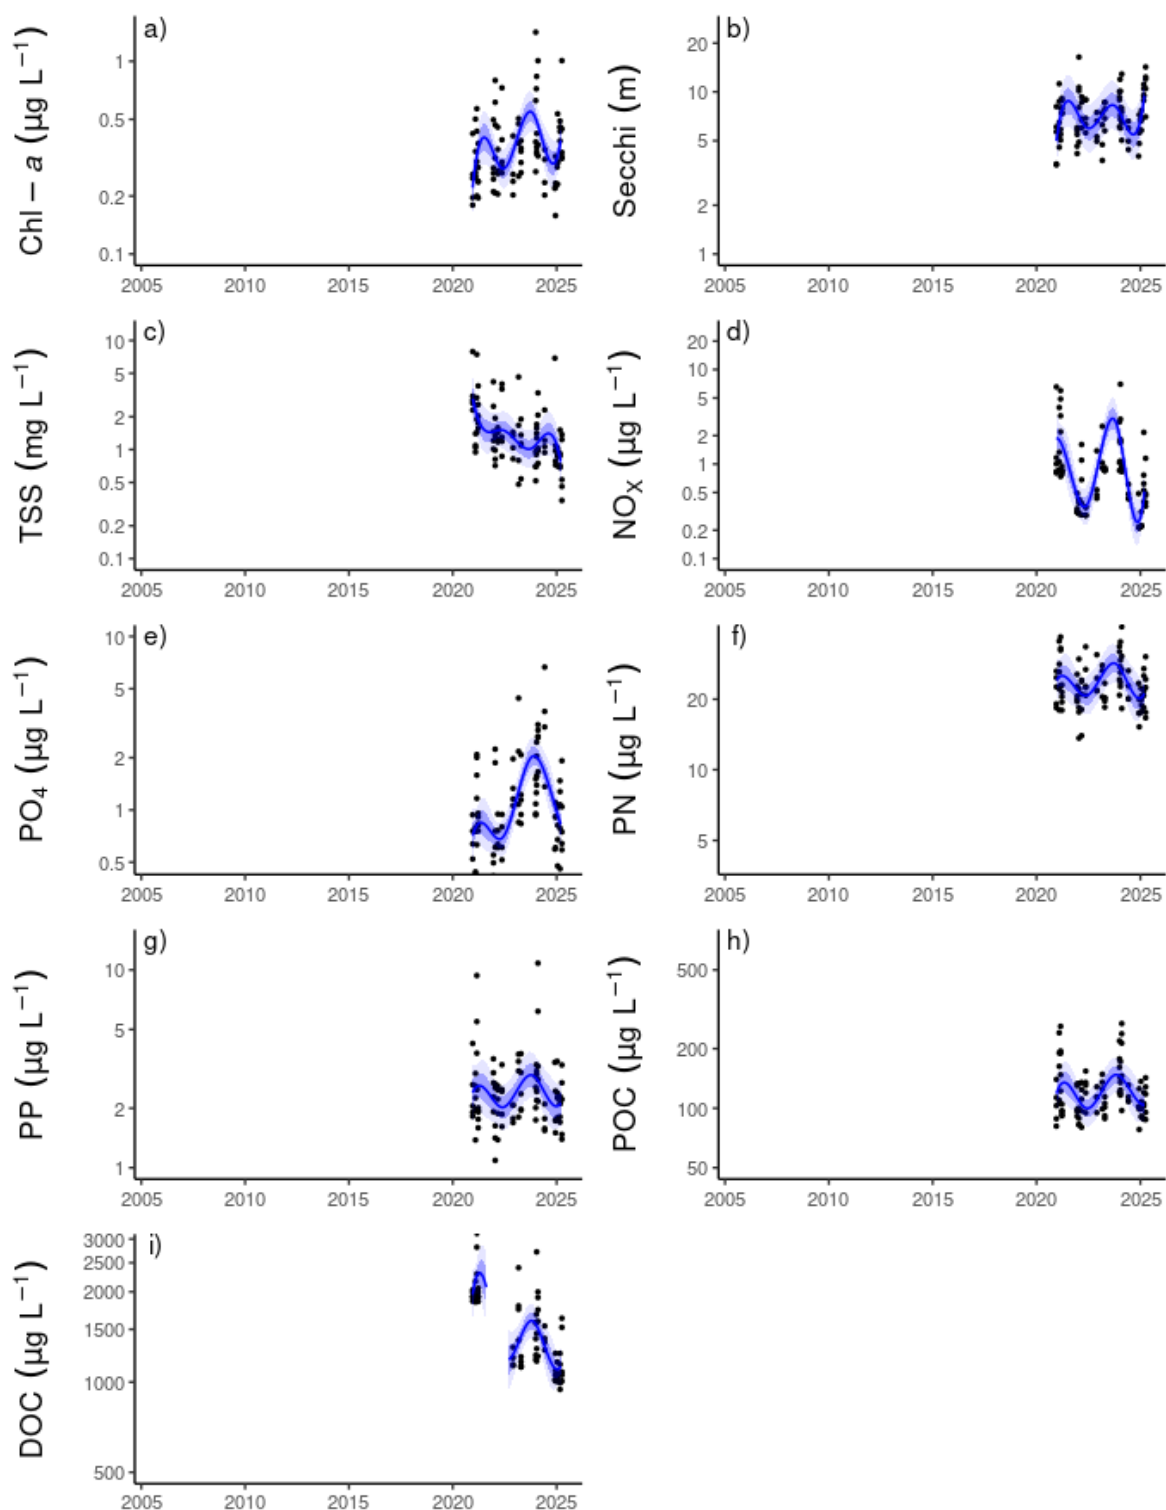 a)
Chl − a (µg L−1)
1
0.5
0.2
0.1
2005 2010 2015 2020 2025
b)
Secchi (m)
20
10
5
2
1
2005 2010 2015 2020 2025
c)
TSS (mg L−1)
10
5
2
1
0.5
0.2
0.1
2005 2010 2015 2020 2025
d)
NOX (µg L−1)
20
10
5
2
1
0.5
0.2
0.1
2005 2010 2015 2020 2025
e)
PO4 (µg L−1)
10
5
2
1
0.5
2005 2010 2015 2020 2025
f)
PN (µg L−1)
20
10
5
2005 2010 2015 2020 2025
g)
PP (µg L−1)
10
5
2
1
2005 2010 2015 2020 2025
h)
POC (µg L−1)
500
200
100
50
2005 2010 2015 2020 2025
i)
DOC (µg L−1)
3000
2500
2000
1500
1000
500
2005 2010 2015 2020 2025